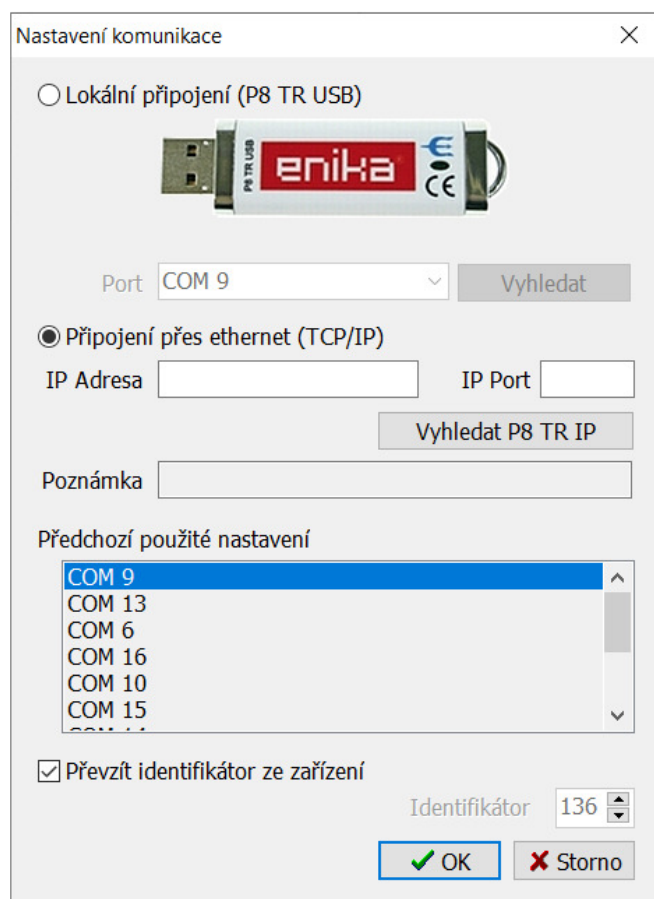 Nastavení komunikace
Lokální připojení (P8 TR USB)
P8 TR USB
enika
CE
Port COM 9 Vyhledat
Připojení přes ethernet (TCP/IP)
IP Adresa IP Port
Vyhledat P8 TR IP
Poznámka
Předchozí použité nastavení
COM 9
COM 13
COM 6
COM 16
COM 10
COM 15
Převzít identifikátor ze zařízení
Identifikátor 136
OK Storno